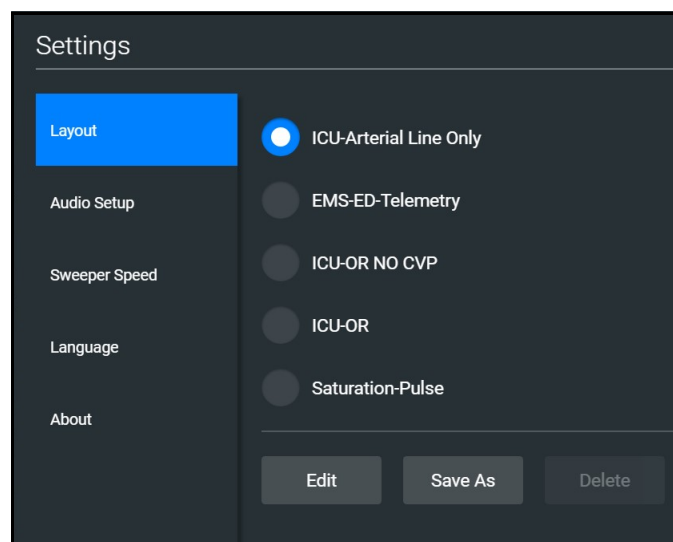 Settings
Layout
Audio Setup
Sweeper Speed
Language
About
ICU-Arterial Line Only
EMS-ED-Telemetry
ICU-OR NO CVP
ICU-OR
Saturation-Pulse
Edit
Save As
Delete